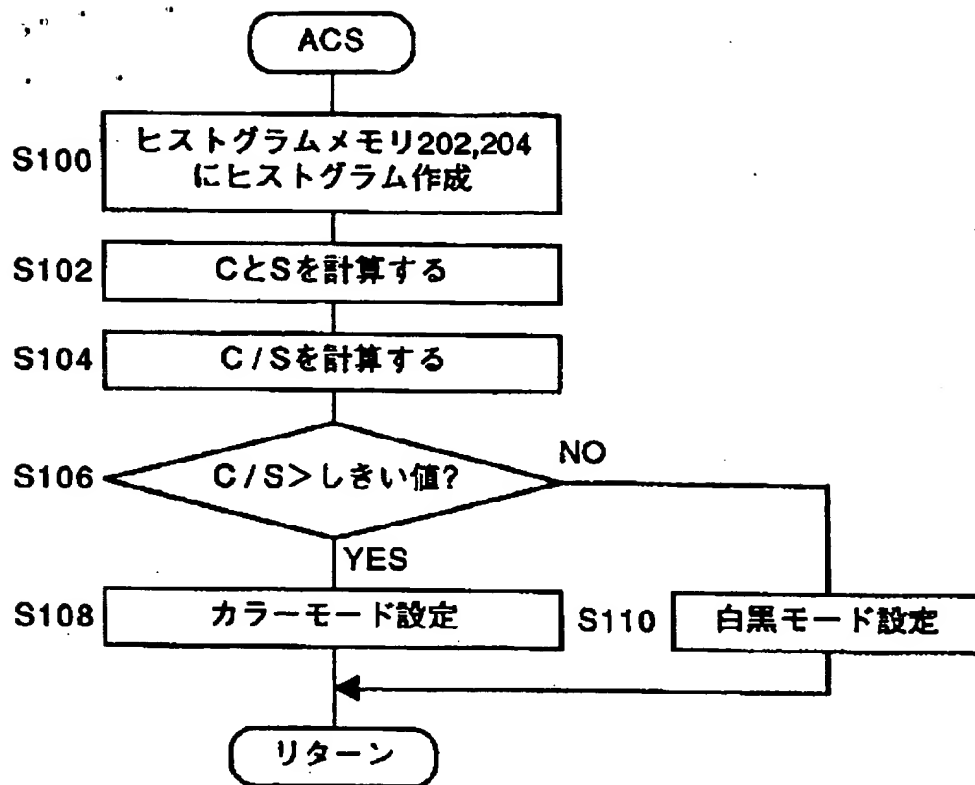 ACS
S100
ヒストグラムメモリ202,204
にヒストグラム作成
S102
CとSを計算する
S104
C/Sを計算する
S106
C/S>しきい値?
NO
YES
S108
カラーモード設定
S110
白黒モード設定
リターン